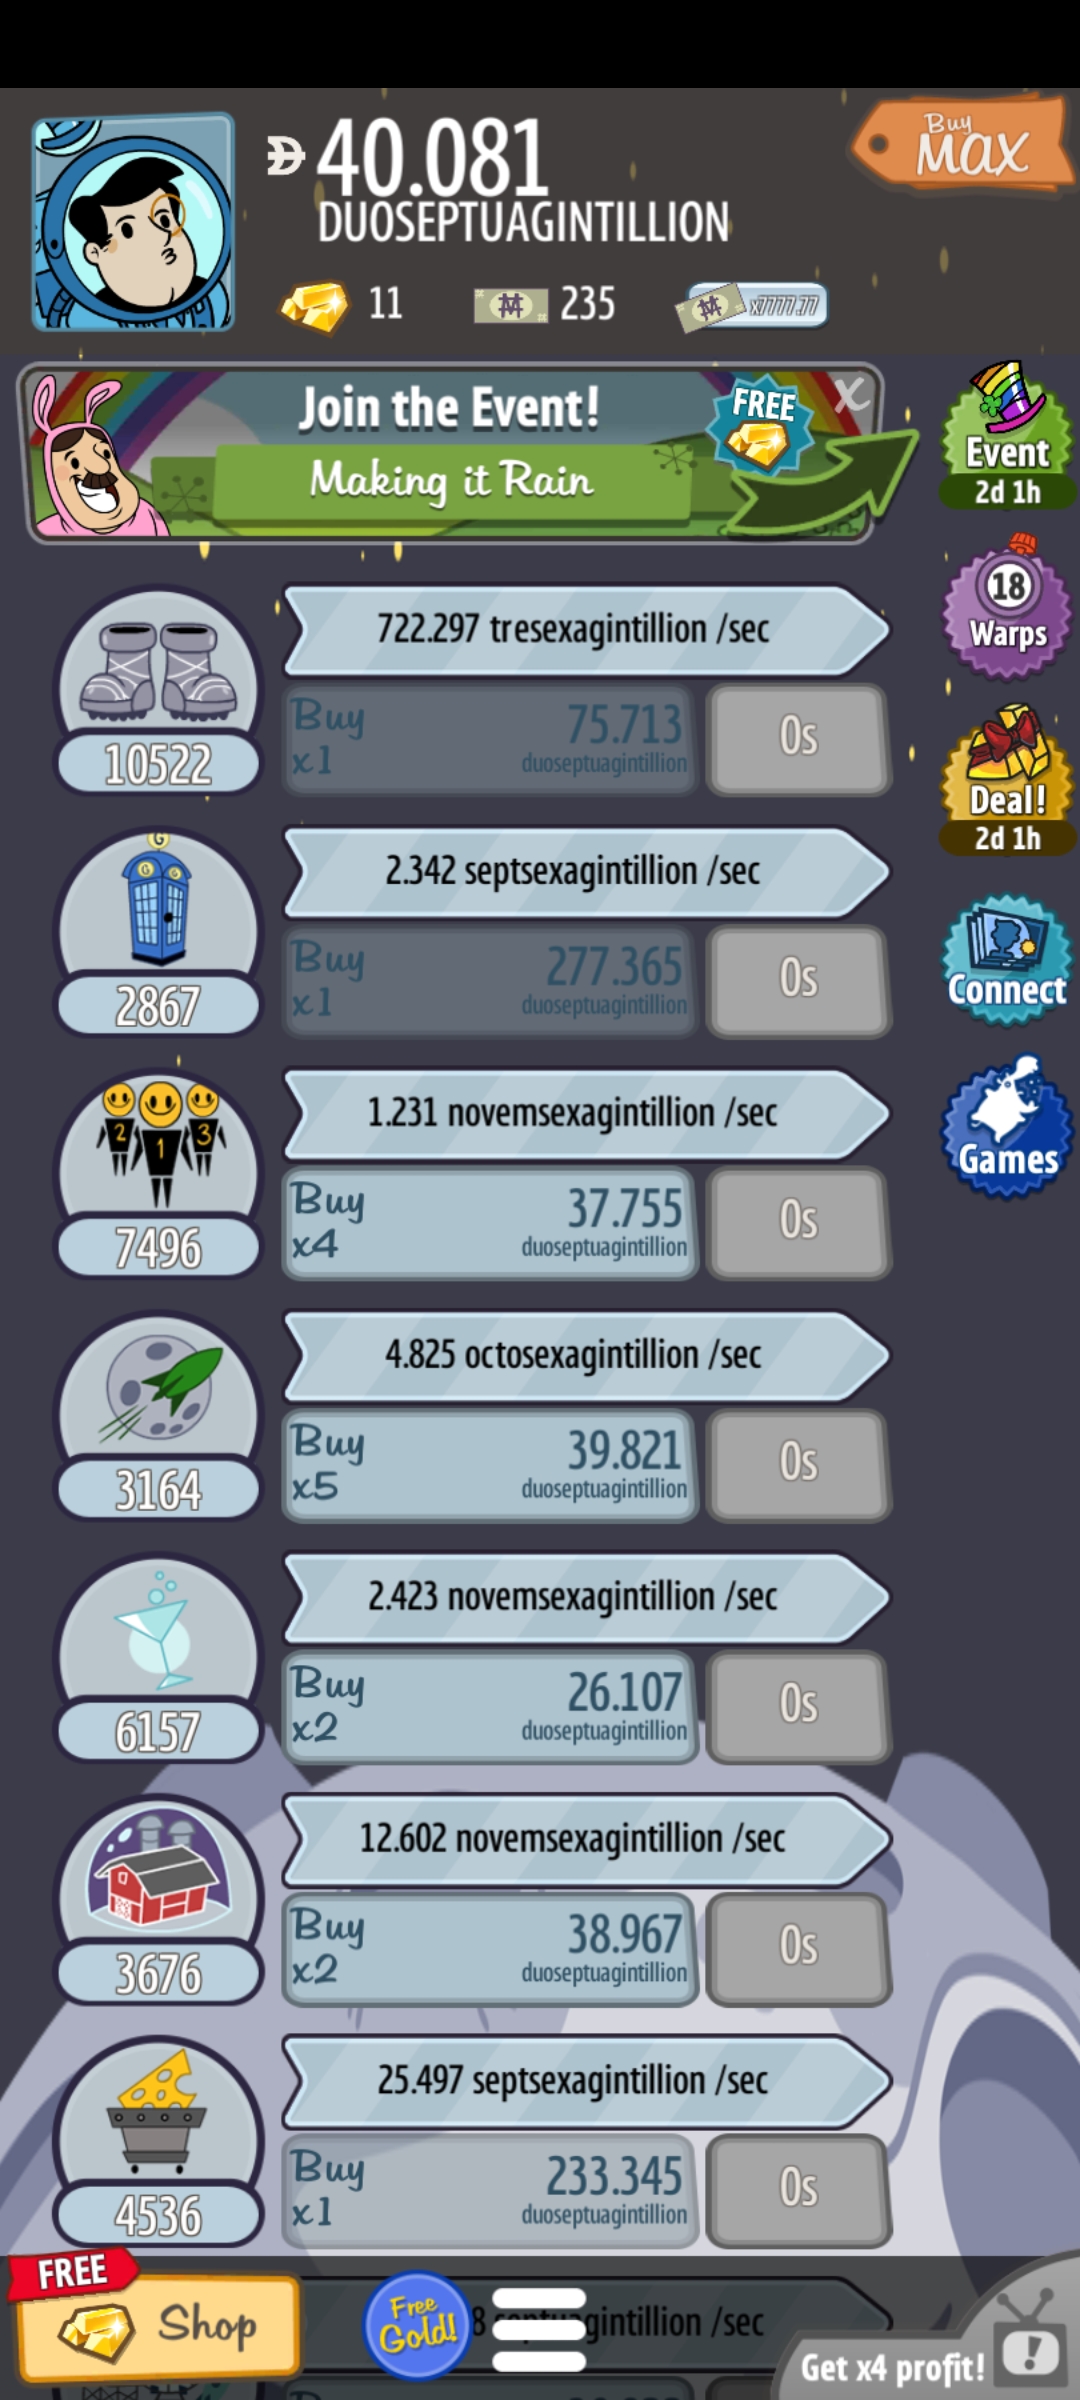 40.081
Buy
MAX
DUOSEPTUAGINTILLION
11
235
x7777.77
Join the Event!
FREE
X
Making it Rain
Event
2d 1h
722.297 tresexagintillion /sec
18
Warps
Buy
x1
75.713
duoseptuagintillion
0s
10522
Deal!
2d 1h
2.342 septsexagintillion /sec
Buy
x1
277.365
duoseptuagintillion
0s
2867
Connect
1.231 novemsexagintillion /sec
2
1
3
Games
Buy
x4
37.755
duoseptuagintillion
0s
7496
4.825 octosexagintillion /sec
Buy
x5
39.821
duoseptuagintillion
0s
3164
2.423 novemsexagintillion /sec
Buy
x2
26.107
duoseptuagintillion
0s
6157
12.602 novemsexagintillion /sec
Buy
x2
38.967
duoseptuagintillion
0s
3676
25.497 septsexagintillion /sec
Buy
x1
233.345
duoseptuagintillion
0s
4536
FREE
Shop
Free
Gold!
/sec
Get x4 profit!